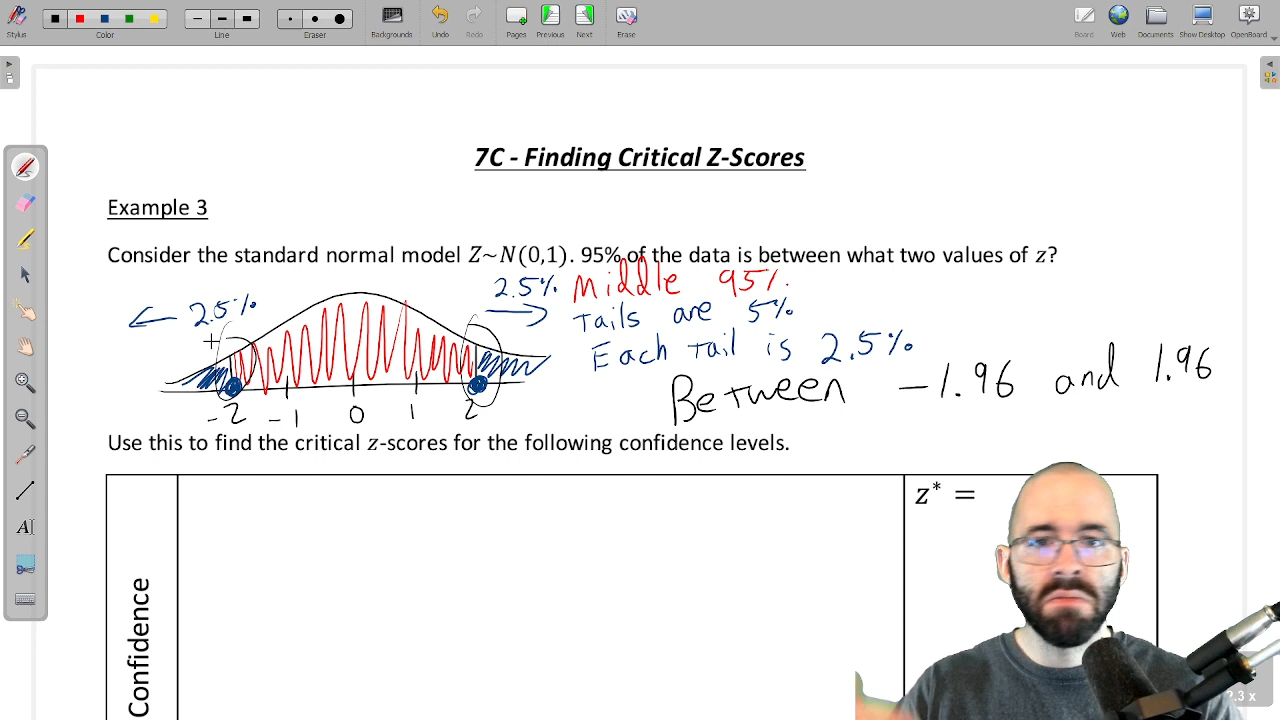 Stylus Color Line Eraser Backgrounds Undo Redo Pages Previous Next Erase Board Web Documents Show Desktop OpenBoard
7C - Finding Critical Z-Scores
Example 3
Consider the standard normal model Z~N(0,1). 95% of the data is between what two values of z?
Middle 95%
2.5% 2.5% Tails are 5%
Each tail is 2.5%
Between -1.96 and 1.96
-2 -1 0 1 2
Use this to find the critical z-scores for the following confidence levels.
z* =
Confidence